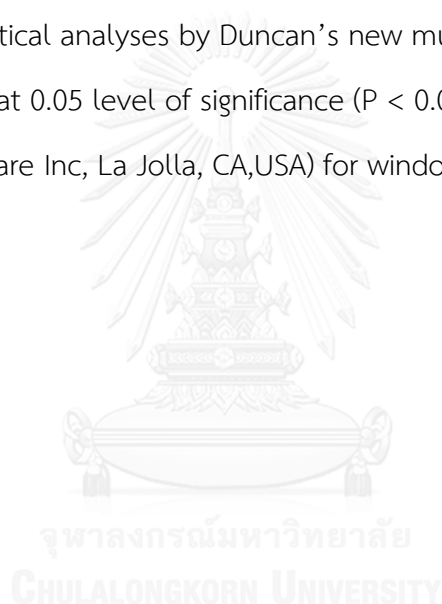 tical analyses by Duncan’s new mu
at 0.05 level of significance (P < 0.0
are Inc, La Jolla, CA,USA) for windo
จุฬาลงกรณ์มหาวิทยาลัย
CHULALONGKORN UNIVERSITY